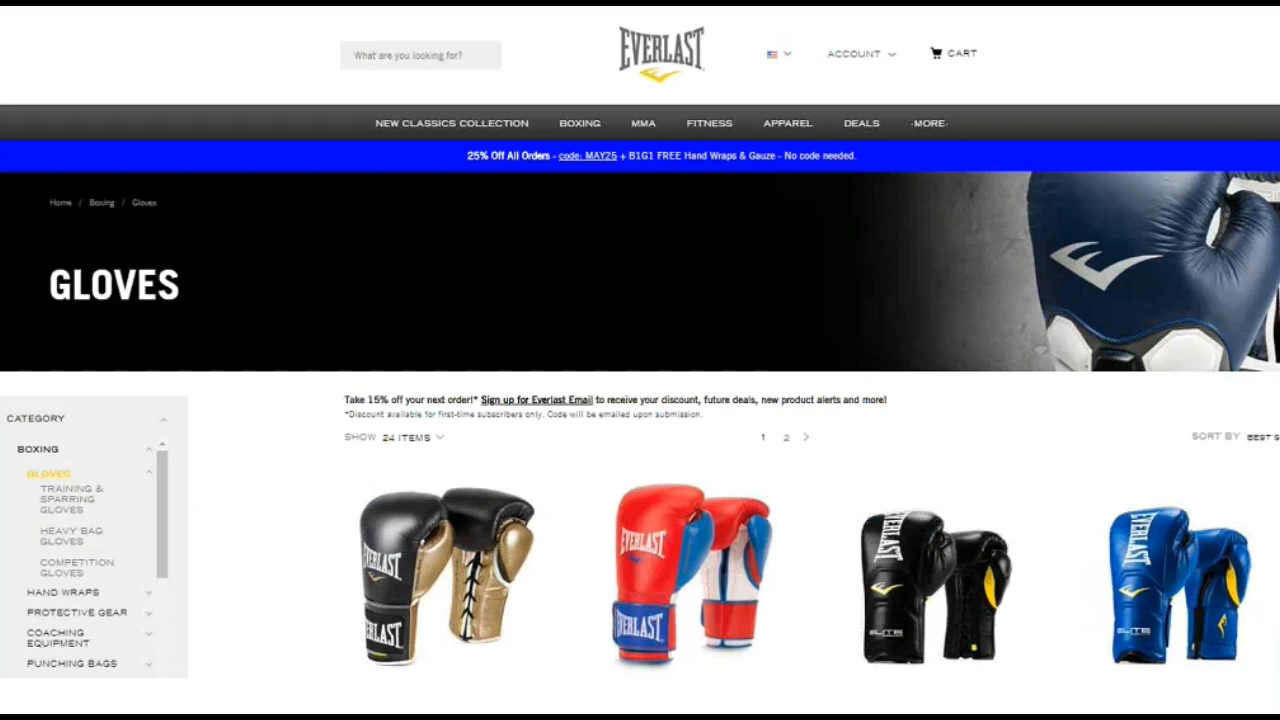 What are you looking for?
EVERLAST
ACCOUNT
CART
NEW CLASSICS COLLECTION BOXING MMA FITNESS APPAREL DEALS ·MORE·
25% Off All Orders - code: MAY25 + B1G1 FREE Hand Wraps & Gauze - No code needed.
Home / Boxing / Gloves
GLOVES
Take 15% off your next order!* Sign up for Everlast Email to receive your discount, future deals, new product alerts and more!
*Discount available for first-time subscribers only. Code will be emailed upon submission.
SHOW 24 ITEMS
1 2
SORT BY BEST S
CATEGORY
BOXING
GLOVES
TRAINING &
SPARRING
GLOVES
HEAVY BAG
GLOVES
COMPETITION
GLOVES
HAND WRAPS
PROTECTIVE GEAR
COACHING
EQUIPMENT
PUNCHING BAGS
EVERLAST
EVERLAST
EVERLAST
EVERLAST
EVERLAST
ELITE
EVERLAST
ELITE